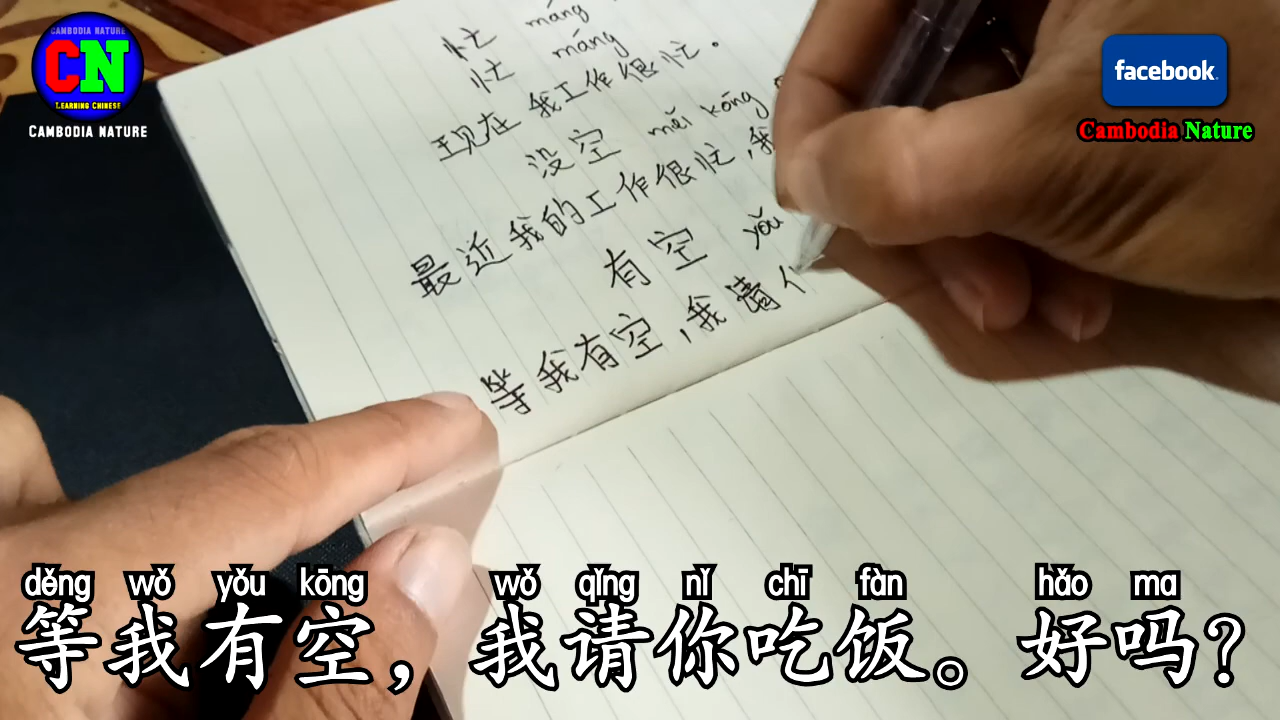 CAMBODIA NATURE
CN
LEARNING CHINESE
CAMBODIA NATURE
facebook
Cambodia Nature
忙 máng
忙 máng
现在我工作很忙。
没空 měi kōng
最近我的工作很忙,我
有空 yǒu
等我有空,我请亻
děng wǒ yǒu kōng wǒ qǐng nǐ chī fàn hǎo ma
等我有空，我请你吃饭。好吗？